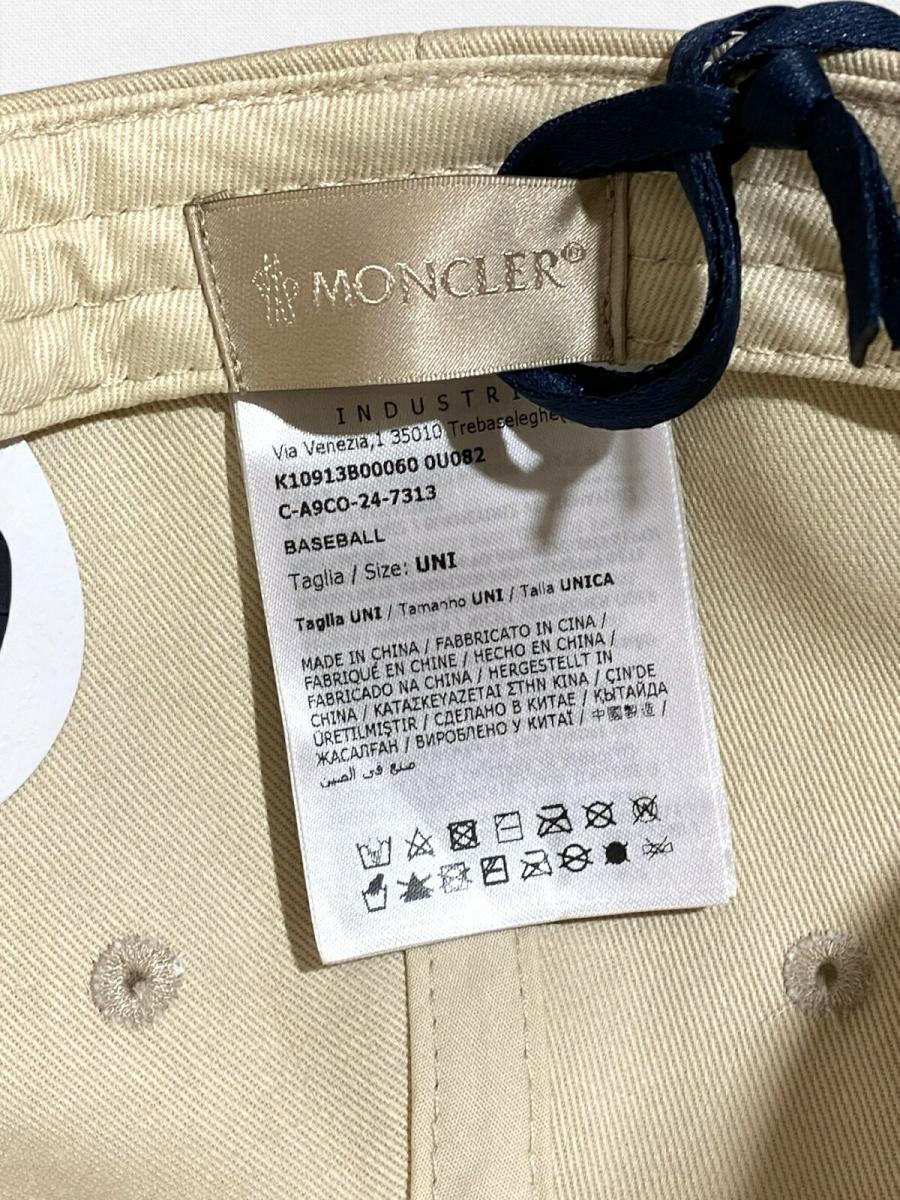 MONCLER®
INDUSTRI
Via Venezia,1 35010 Trebaseleghe
K10913B00060 0U082
C-A9CO-24-7313
BASEBALL
Taglia / Size: UNI
Taglia UNI / Tamanho UNI / Talla UNICA
MADE IN CHINA / FABBRICATO IN CINA /
FABRIQUÉ EN CHINE / HECHO EN CHINA /
FABRICADO NA CHINA / HERGESTELLT IN
CHINA / ΚΑΤΑΣΚΕΥΑΖΕΤΑΙ ΣΤΗΝ ΚΙΝΑ / ÇIN'DE
ÜRETILMIŞTIR / СДЕЛАНО В КИТАЕ / ҚЫТАЙДА
ЖАСАЛҒАН / ВИРОБЛЕНО У КИТАЇ / 中國製造 /
صنع في الصين